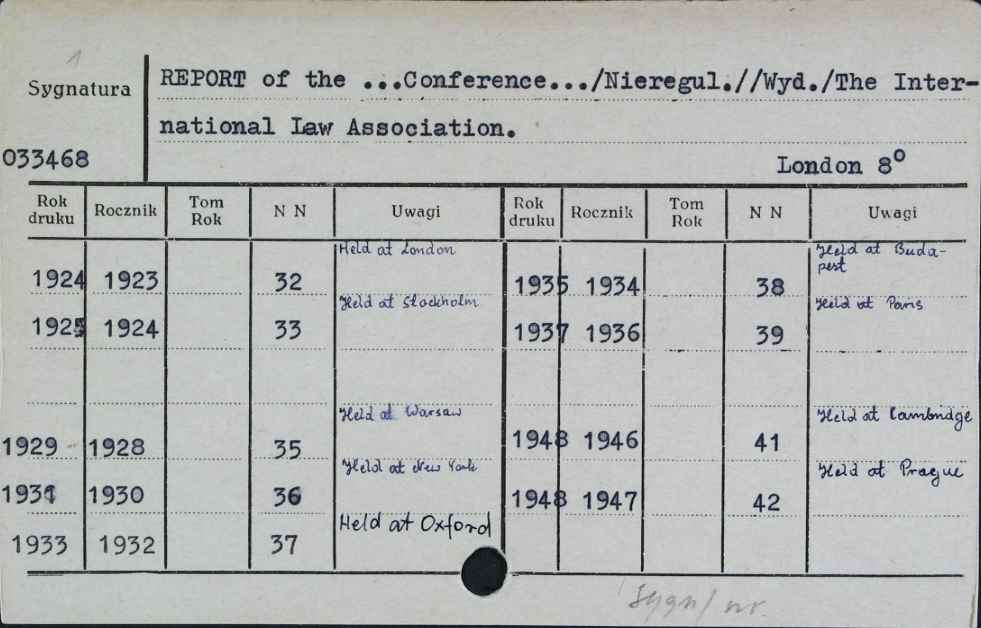 1
Sygnatura
REPORT of the ...Conference.../Nieregul.//Wyd./The Inter-
national Law Association.
033468
London 8°
Rok druku Rocznik Tom Rok N N Uwagi Rok druku Rocznik Tom Rok N N Uwagi
1924 1923 32 Held at London
1925 1924 33 Held at Stockholm
1929 1928 35 Held at Warsaw
1931 1930 36 Held at New York
1933 1932 37 Held at Oxford
1935 1934 38 Held at Buda-
pest
1937 1936 39 Held at Paris
1948 1946 41 Held at Cambridge
1948 1947 42 Held at Prague
Sygn/ nr.